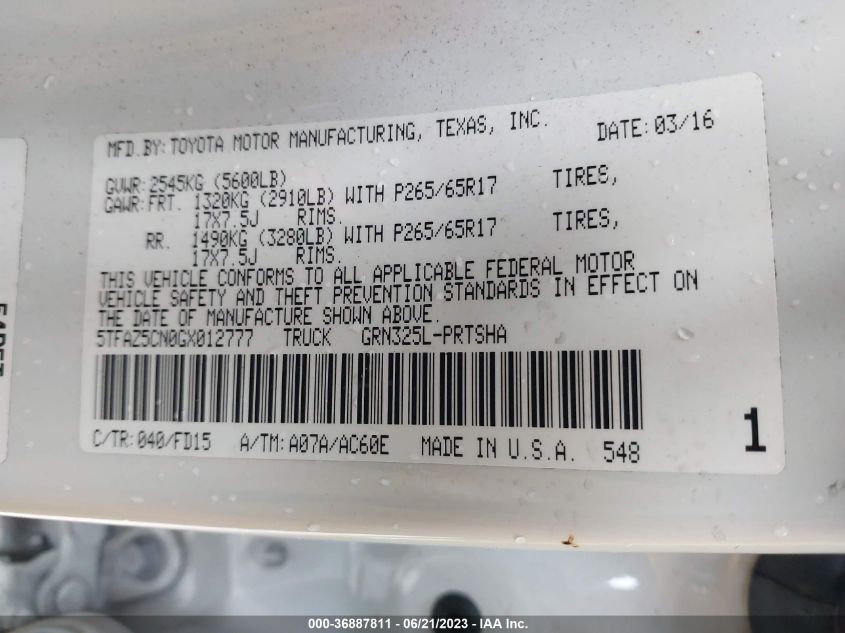 MFD.BY:TOYOTA MOTOR MANUFACTURING, TEXAS, INC. DATE:03/16
GVWR:2545KG (5600LB)
GAWR:FRT. 1320KG (2910LB) WITH P265/65R17 TIRES,
17X7.5J RIMS.
RR. 1490KG (3280LB) WITH P265/65R17 TIRES,
17X7.5J RIMS.
THIS VEHICLE CONFORMS TO ALL APPLICABLE FEDERAL MOTOR
VEHICLE SAFETY AND THEFT PREVENTION STANDARDS IN EFFECT ON
THE DATE OF MANUFACTURE SHOWN ABOVE.
5TFAZ5CN0GX012777 TRUCK GRN325L-PRTSHA
C/TR:040/FD15 A/TM:A07A/AC60E MADE IN U.S.A. 548
1
000-36887811 - 06/21/2023 - IAA Inc.